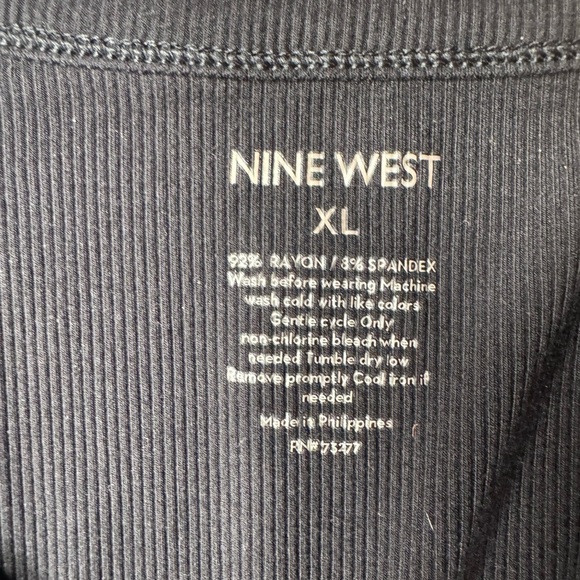 NINE WEST
XL
92% RAYON / 8% SPANDEX
Wash before wearing Machine
wash cold with like colors
Gentle cycle Only
non-chlorine bleach when
needed Tumble dry low
Remove promptly Cool iron if
needed
Made in Philippines
RN# 73277